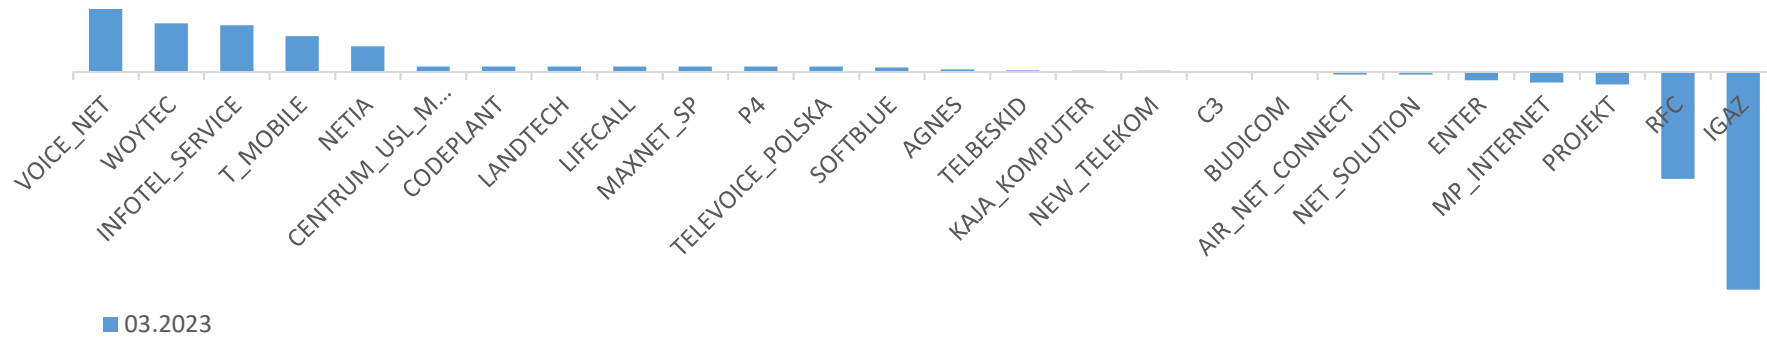 VOICE_NET
WOYTEC
INFOTEL_SERVICE
T_MOBILE
NETIA
CENTRUM_USL_M...
CODEPLANT
LANDTECH
LIFECALL
MAXNET_SP
P4
TELEVOICE_POLSKA
SOFTBLUE
AGNES
TELBESKID
KAJA_KOMPUTER
NEW_TELEKOM
C3
BUDICOM
AIR_NET_CONNECT
NET_SOLUTION
ENTER
MP_INTERNET
PROJEKT
RFC
IGAZ
03.2023